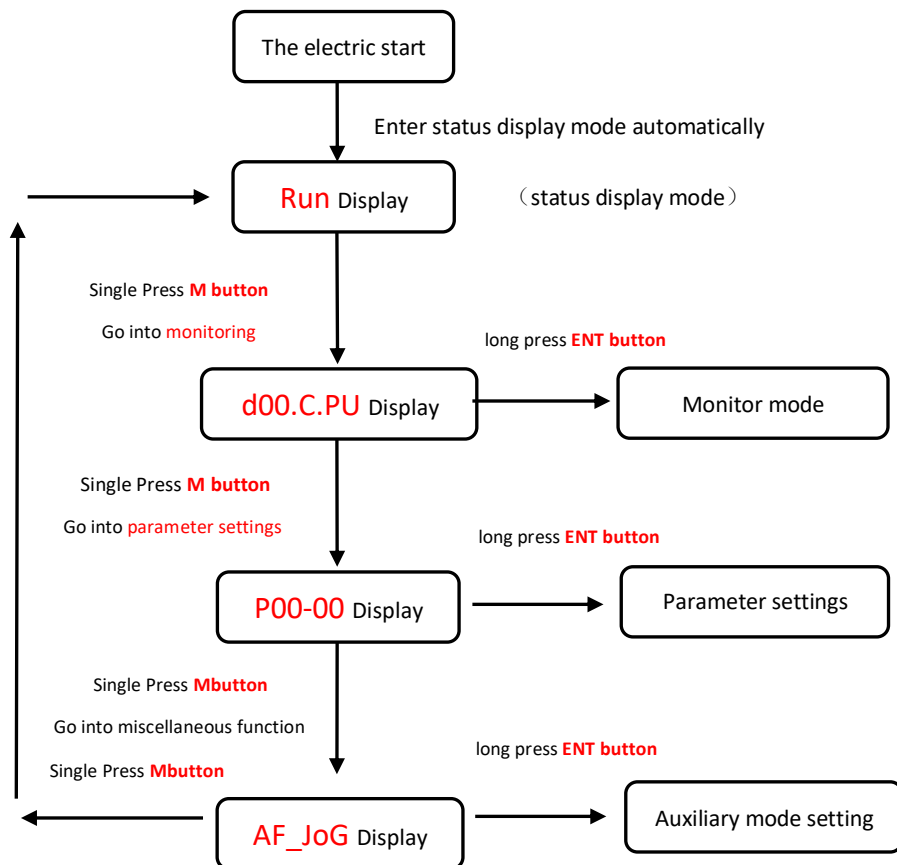 The electric start
Enter status display mode automatically
Run Display
（status display mode）
Single Press M button
Go into monitoring
long press ENT button
d00.C.PU Display
Monitor mode
Single Press M button
Go into parameter settings
long press ENT button
P00-00 Display
Parameter settings
Single Press Mbutton
Go into miscellaneous function
long press ENT button
Single Press Mbutton
AF_JoG Display
Auxiliary mode setting